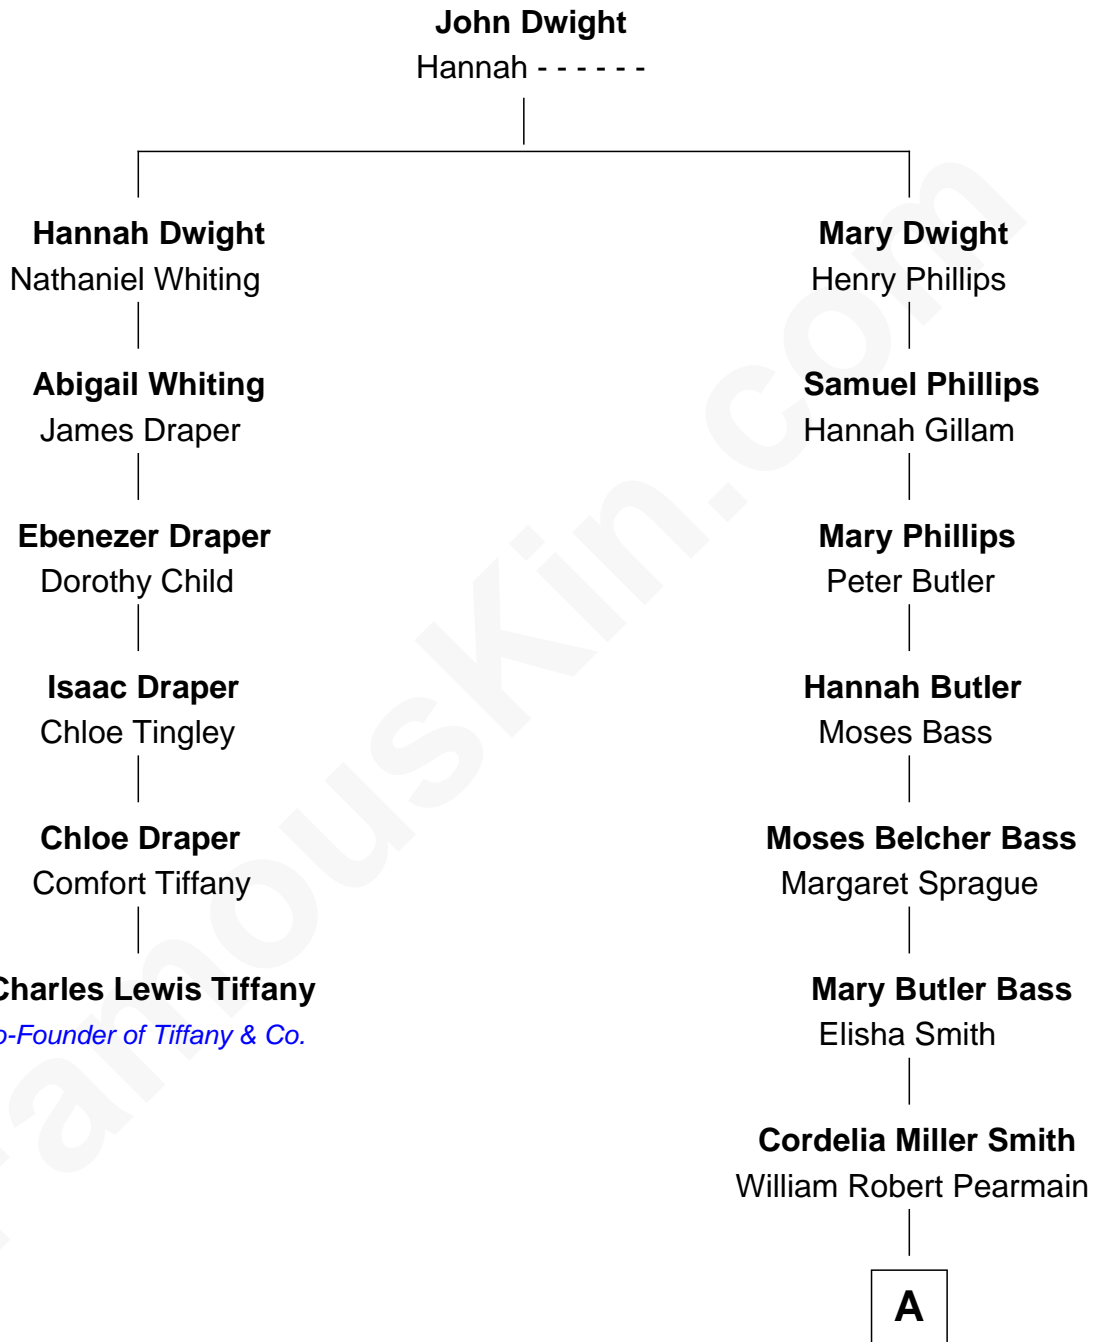 John Dwight
Hannah - - - - - -
Hannah Dwight
Nathaniel Whiting
Mary Dwight
Henry Phillips
Abigail Whiting
James Draper
Samuel Phillips
Hannah Gillam
Ebenezer Draper
Dorothy Child
Mary Phillips
Peter Butler
Isaac Draper
Chloe Tingley
Hannah Butler
Moses Bass
Chloe Draper
Comfort Tiffany
Moses Belcher Bass
Margaret Sprague
Charles Lewis Tiffany
o-Founder of Tiffany & Co.
Mary Butler Bass
Elisha Smith
Cordelia Miller Smith
William Robert Pearmain
A
FamousKin.com